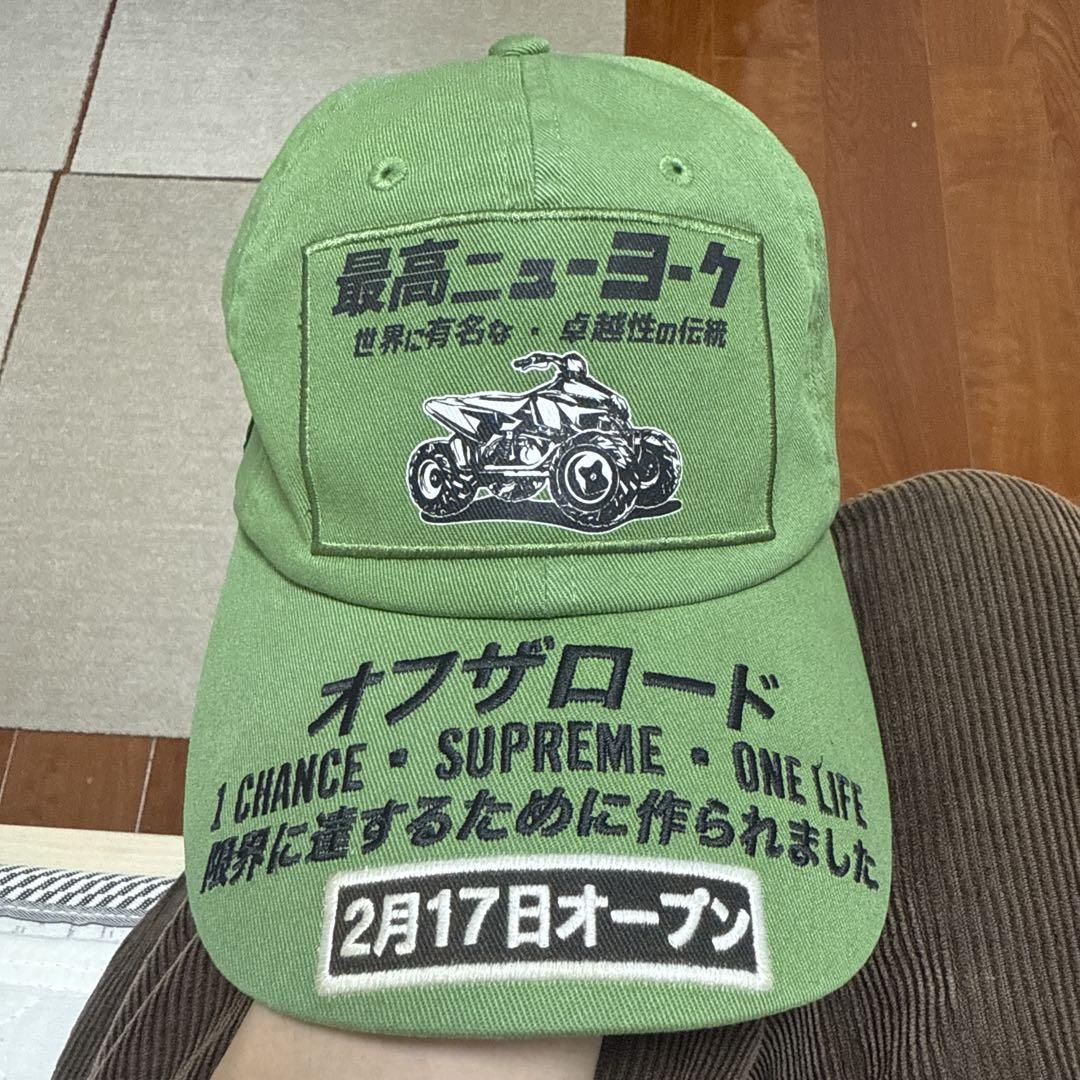 最高ニューヨーク
世界に有名な・卓越性の伝統
オフザロード
1 CHANCE • SUPREME • ONE LIFE
限界に達するために作られました
2月17日オープン